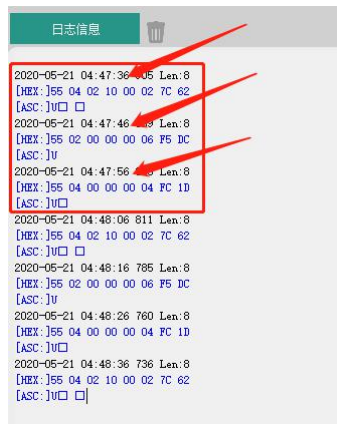 日志信息
2020-05-21 04:47:36 Len:8
[HEX:]55 04 02 10 00 02 7C 62
[ASC:]U□ □
2020-05-21 04:47:46 Len:8
[HEX:]55 02 00 00 00 06 F5 DC
[ASC:]U
2020-05-21 04:47:56 Len:8
[HEX:]55 04 00 00 00 04 FC 1D
[ASC:]U□
2020-05-21 04:48:06 811 Len:8
[HEX:]55 04 02 10 00 02 7C 62
[ASC:]U□ □
2020-05-21 04:48:16 785 Len:8
[HEX:]55 02 00 00 00 06 F5 DC
[ASC:]U
2020-05-21 04:48:26 760 Len:8
[HEX:]55 04 00 00 00 04 FC 1D
[ASC:]U□
2020-05-21 04:48:36 736 Len:8
[HEX:]55 04 02 10 00 02 7C 62
[ASC:]U□ □